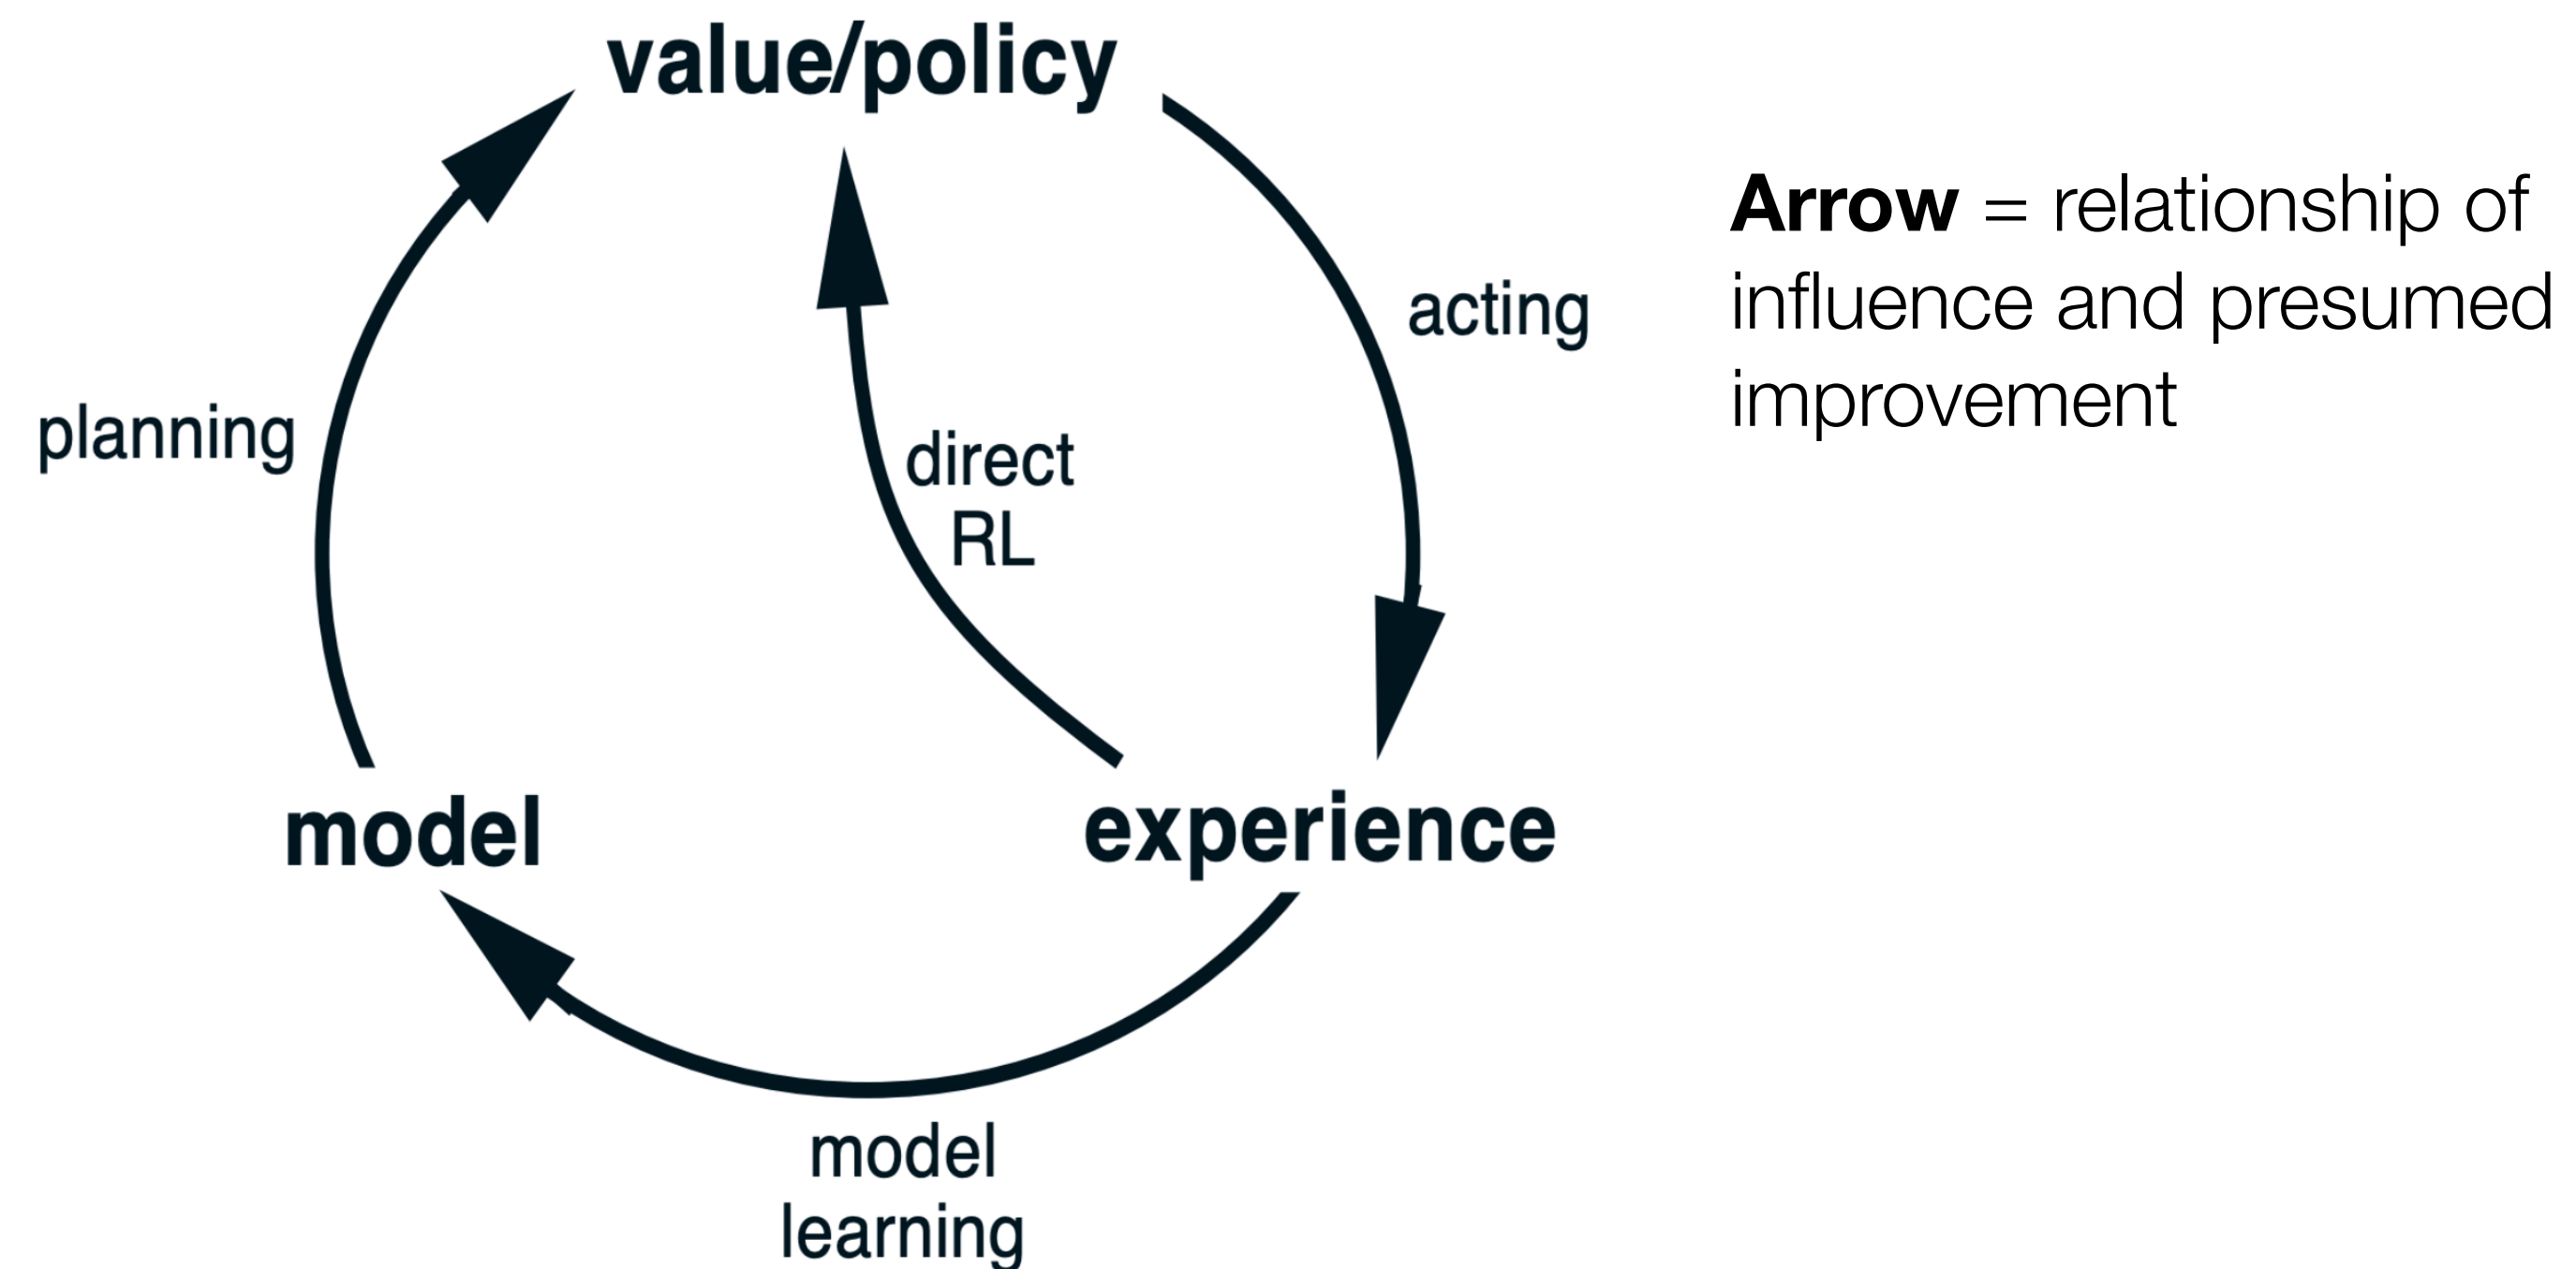 value/policy
acting
planning
direct
RL
model
experience
model
learning
Arrow = relationship of
influence and presumed
improvement